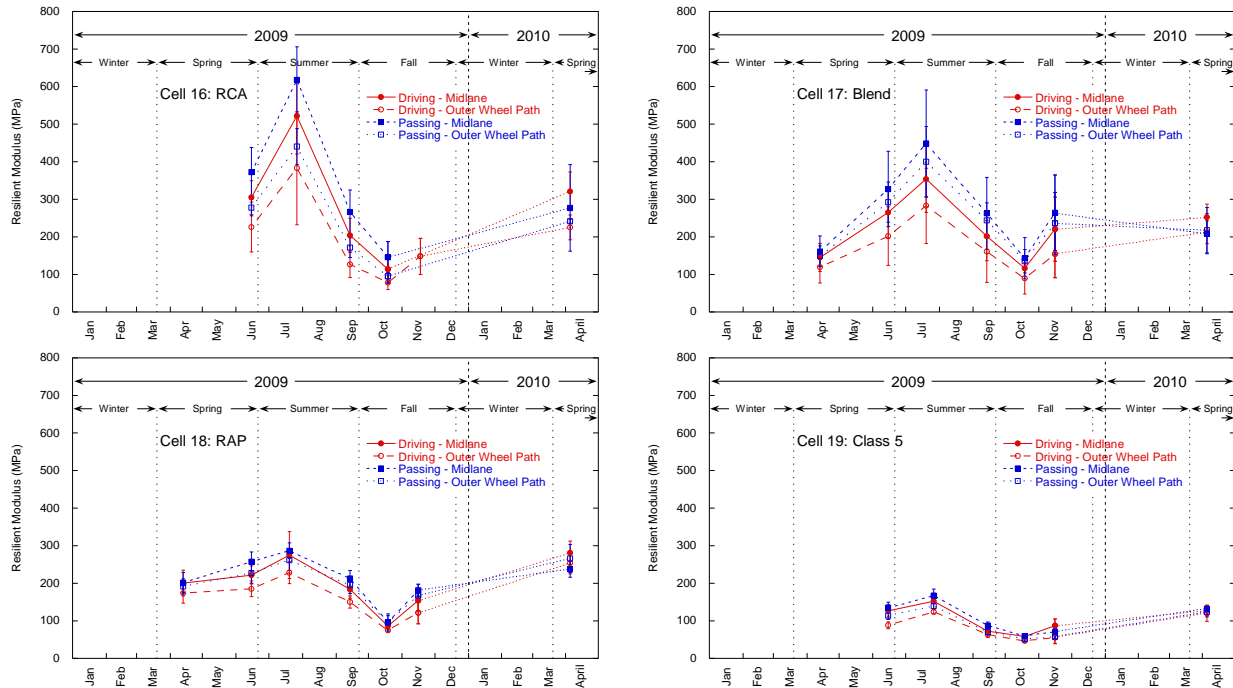 800
700
600
500
400
300
200
100
0
Resilient Modulus (MPa)
2009
2010
Winter
Spring
Summer
Fall
Winter
Spring
Cell 16: RCA
Driving - Midlane
Driving - Outer Wheel Path
Passing - Midlane
Passing - Outer Wheel Path
Jan
Feb
Mar
Apr
May
Jun
Jul
Aug
Sep
Oct
Nov
Dec
Jan
Feb
Mar
April
800
700
600
500
400
300
200
100
0
Resilient Modulus (MPa)
2009
2010
Winter
Spring
Summer
Fall
Winter
Spring
Cell 17: Blend
Driving - Midlane
Driving - Outer Wheel Path
Passing - Midlane
Passing - Outer Wheel Path
Jan
Feb
Mar
Apr
May
Jun
Jul
Aug
Sep
Oct
Nov
Dec
Jan
Feb
Mar
April
800
700
600
500
400
300
200
100
0
Resilient Modulus (MPa)
2009
2010
Winter
Spring
Summer
Fall
Winter
Spring
Cell 18: RAP
Driving - Midlane
Driving - Outer Wheel Path
Passing - Midlane
Passing - Outer Wheel Path
Jan
Feb
Mar
Apr
May
Jun
Jul
Aug
Sep
Oct
Nov
Dec
Jan
Feb
Mar
April
800
700
600
500
400
300
200
100
0
Resilient Modulus (MPa)
2009
2010
Winter
Spring
Summer
Fall
Winter
Spring
Cell 19: Class 5
Driving - Midlane
Driving - Outer Wheel Path
Passing - Midlane
Passing - Outer Wheel Path
Jan
Feb
Mar
Apr
May
Jun
Jul
Aug
Sep
Oct
Nov
Dec
Jan
Feb
Mar
April